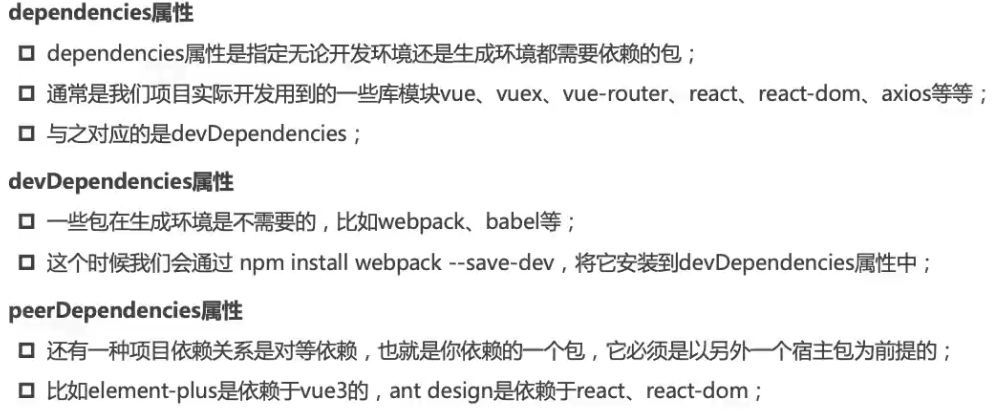 dependencies属性
dependencies属性是指定无论开发环境还是生成环境都需要依赖的包；
通常是我们项目实际开发用到的一些库模块vue、vuex、vue-router、react、react-dom、axios等等；
与之对应的是devDependencies；
devDependencies属性
一些包在生成环境是不需要的，比如webpack、babel等；
这个时候我们会通过 npm install webpack --save-dev，将它安装到devDependencies属性中；
peerDependencies属性
还有一种项目依赖关系是对等依赖，也就是你依赖的一个包，它必须是以另外一个宿主包为前提的；
比如element-plus是依赖于vue3的，ant design是依赖于react、react-dom；